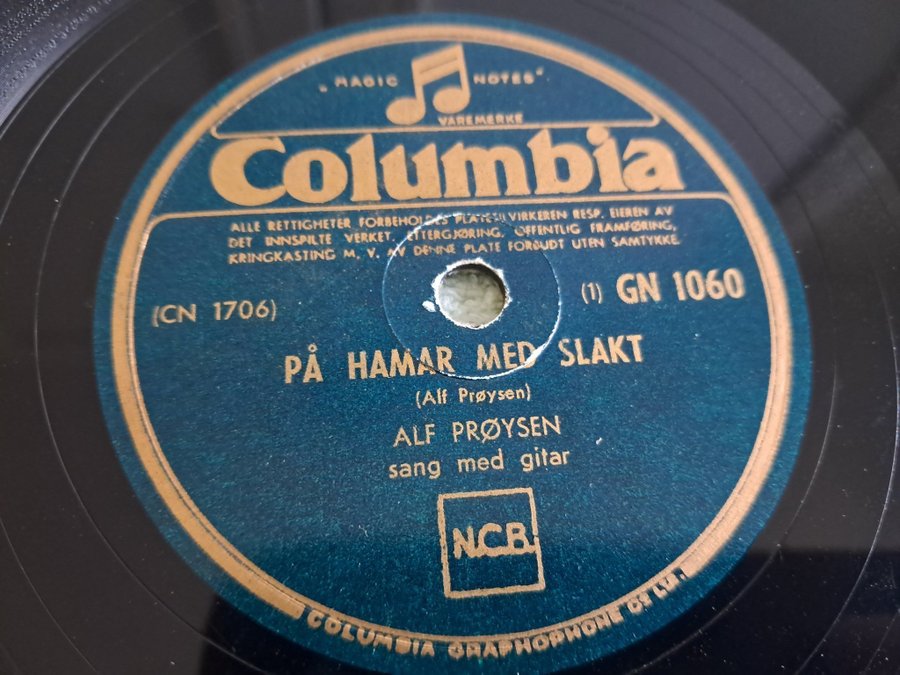 „MAGIC NOTES"
VAREMERKE
Columbia
ALLE RETTIGHETER FORBEHOLDES PLATETILVIRKEREN RESP. EIEREN AV
DET INNSPILTE VERKET. ETTERGJØRING, OFFENTLIG FRAMFØRING,
KRINGKASTING M. V. AV DENNE PLATE FORBUDT UTEN SAMTYKKE.
(CN 1706)
(1) GN 1060
PÅ HAMAR MED SLAKT
(Alf Prøysen)
ALF PRØYSEN
sang med gitar
N.C.B.
COLUMBIA GRAPHOPHONE Co LTD.